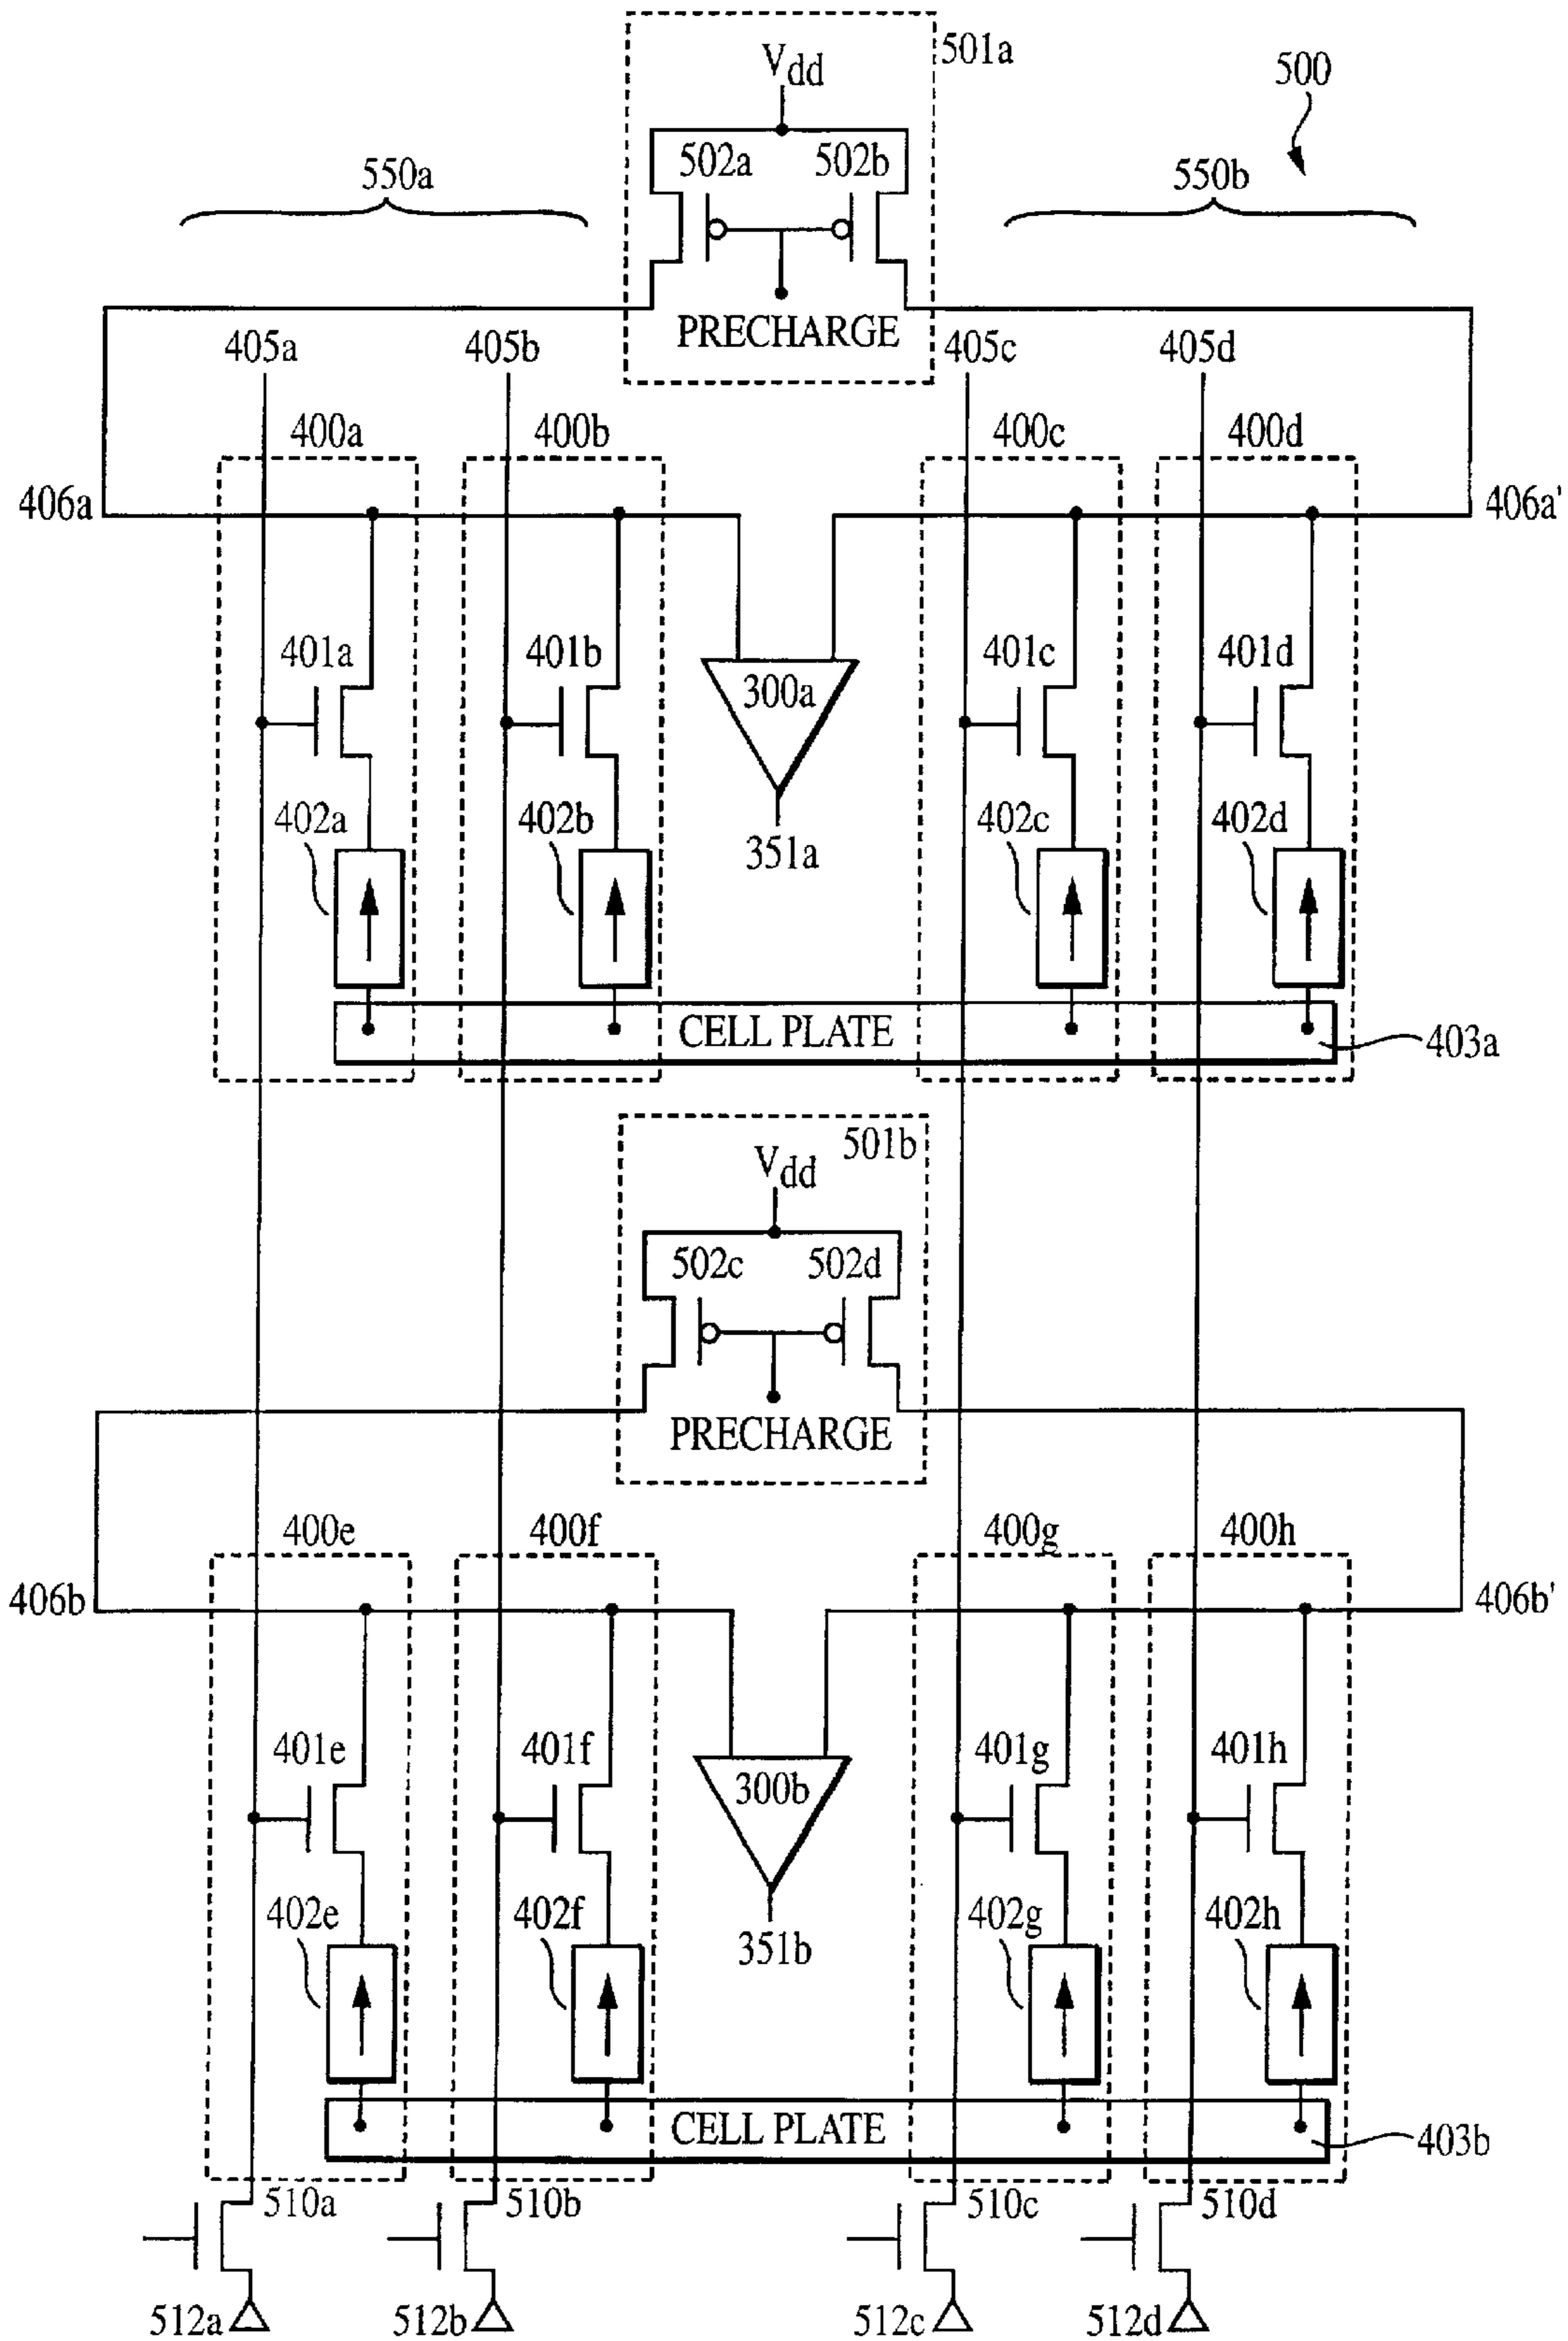 501a
Vdd
500
550a
502a 502b
550b
PRECHARGE
405a 405b 405c 405d
400a 400b 400c 400d
406a 406a'
401a 401b 401c 401d
300a
402a 402b 402c 402d
351a
CELL PLATE
403a
501b
Vdd
502c 502d
PRECHARGE
400e 400f 400g 400h
406b 406b'
401e 401f 401g 401h
300b
402e 402f 402g 402h
351b
CELL PLATE
403b
510a 510b 510c 510d
512a 512b 512c 512d